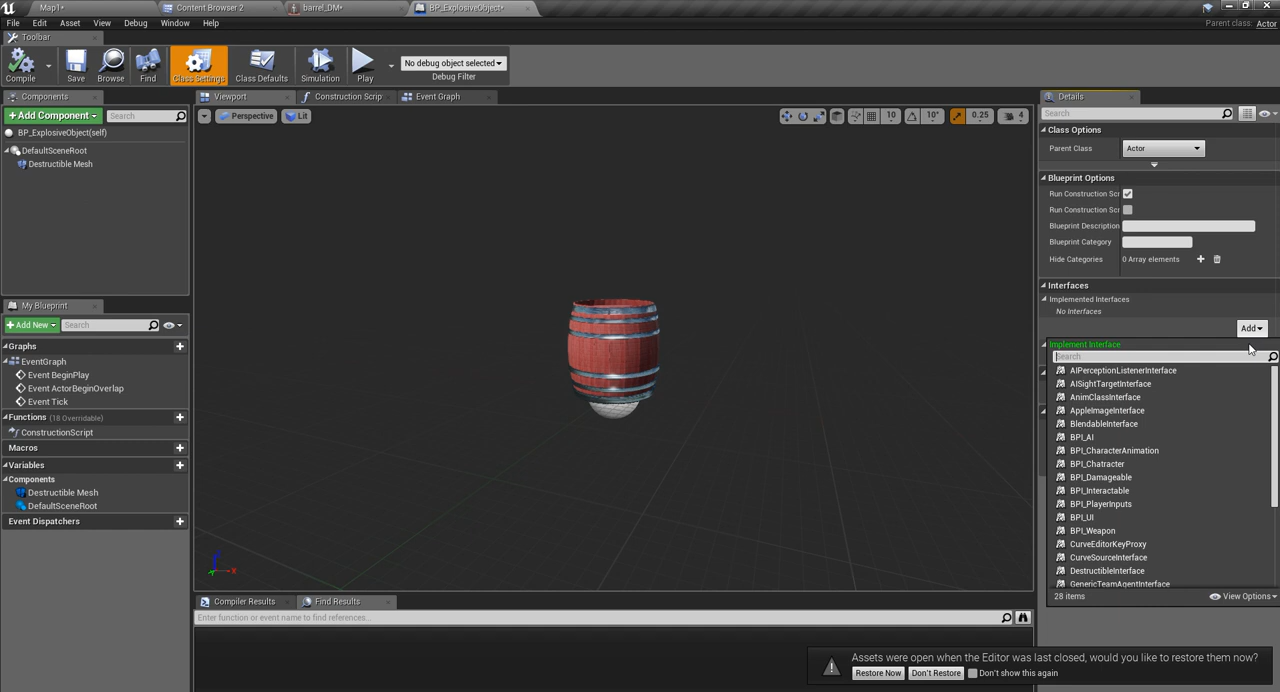 Map1*
Content Browser 2
barrel_DM*
BP_ExplosiveObject*
File
Edit
Asset
View
Debug
Window
Help
Parent class: Actor
Toolbar
Compile
Save
Browse
Find
Class Settings
Class Defaults
Simulation
Play
No debug object selected
Debug Filter
Components
+ Add Component
Search
BP_ExplosiveObject(self)
DefaultSceneRoot
Destructible Mesh
My Blueprint
+ Add New
Search
Graphs
EventGraph
Event BeginPlay
Event ActorBeginOverlap
Event Tick
Functions (18 Overridable)
ConstructionScript
Macros
Variables
Components
Destructible Mesh
DefaultSceneRoot
Event Dispatchers
Viewport
Construction Scrip
Event Graph
Perspective
Lit
10
10°
0.25
4
Z
X
Compiler Results
Find Results
Enter function or event name to find references...
Details
Search
Class Options
Parent Class
Actor
Blueprint Options
Run Construction Scr
Run Construction Scr
Blueprint Description
Blueprint Category
Hide Categories
0 Array elements
Interfaces
Implemented Interfaces
No Interfaces
Add
Implement Interface
Search
AIPerceptionListenerInterface
AISightTargetInterface
AnimClassInterface
AppleImageInterface
BlendableInterface
BPI_AI
BPI_CharacterAnimation
BPI_Chatracter
BPI_Damageable
BPI_Interactable
BPI_PlayerInputs
BPI_UI
BPI_Weapon
CurveEditorKeyProxy
CurveSourceInterface
DestructibleInterface
GenericTeamAgentInterface
28 items
View Options
Assets were open when the Editor was last closed, would you like to restore them now?
Restore Now
Don't Restore
Don't show this again